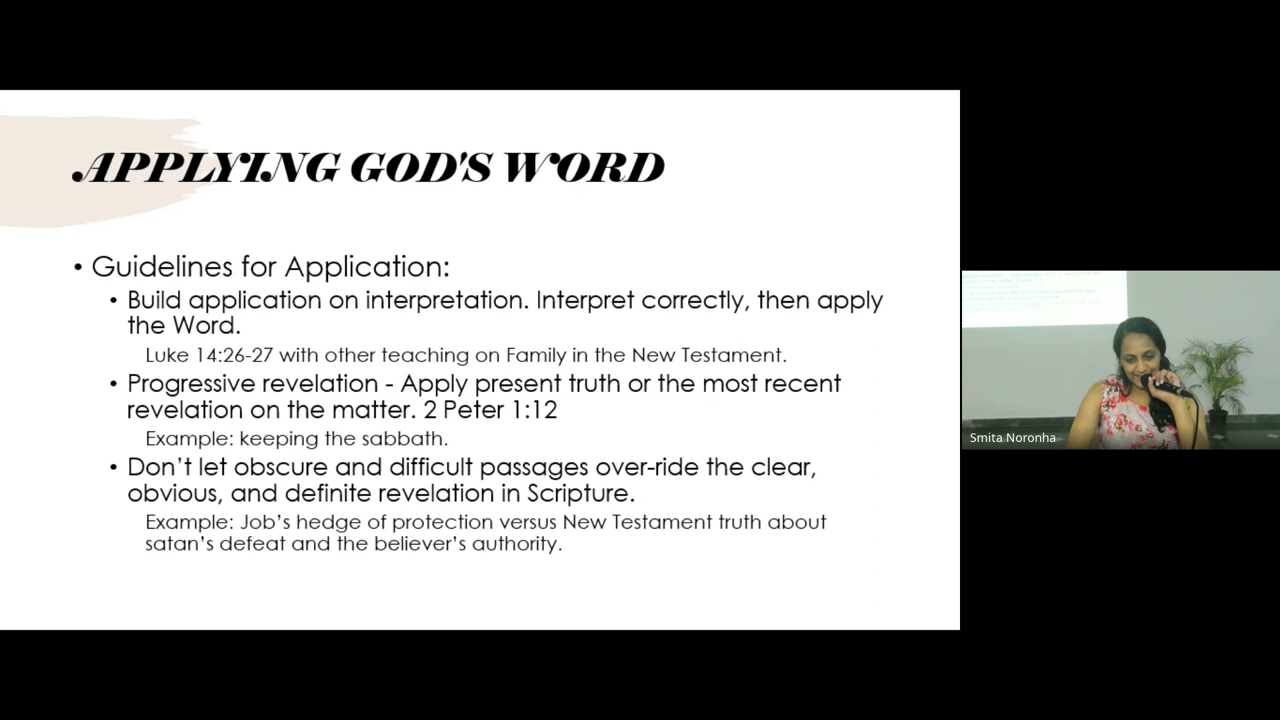 APPLYING GOD'S WORD
• Guidelines for Application:
• Build application on interpretation. Interpret correctly, then apply
the Word.
Luke 14:26-27 with other teaching on Family in the New Testament.
• Progressive revelation - Apply present truth or the most recent
revelation on the matter. 2 Peter 1:12
Example: keeping the sabbath.
• Don’t let obscure and difficult passages over-ride the clear,
obvious, and definite revelation in Scripture.
Example: Job’s hedge of protection versus New Testament truth about
satan’s defeat and the believer’s authority.
Smita Noronha